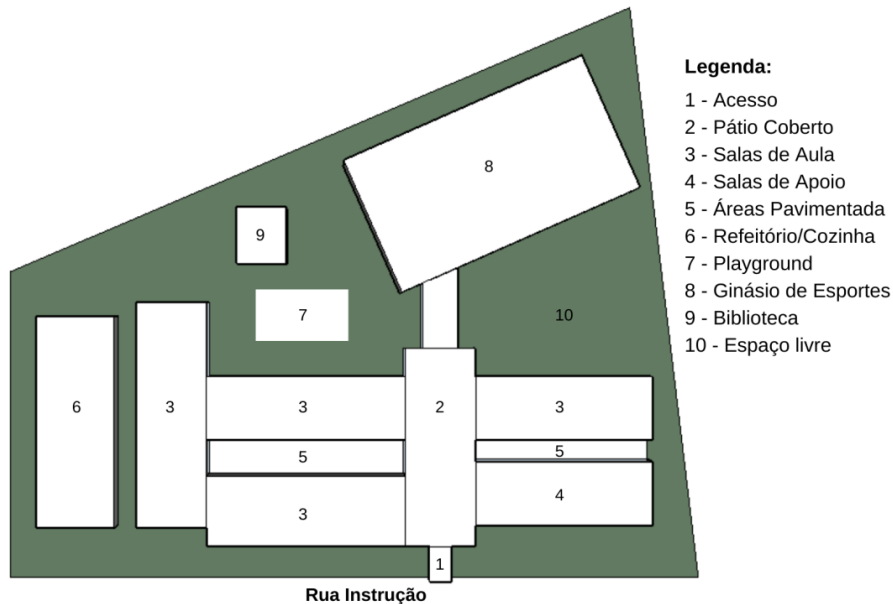 Legenda:
1 - Acesso
2 - Pátio Coberto
3 - Salas de Aula
4 - Salas de Apoio
5 - Áreas Pavimentada
6 - Refeitório/Cozinha
7 - Playground
8 - Ginásio de Esportes
9 - Biblioteca
10 - Espaço livre
8
9
7
10
6
3
3
2
3
5
5
3
4
1
Rua Instrução